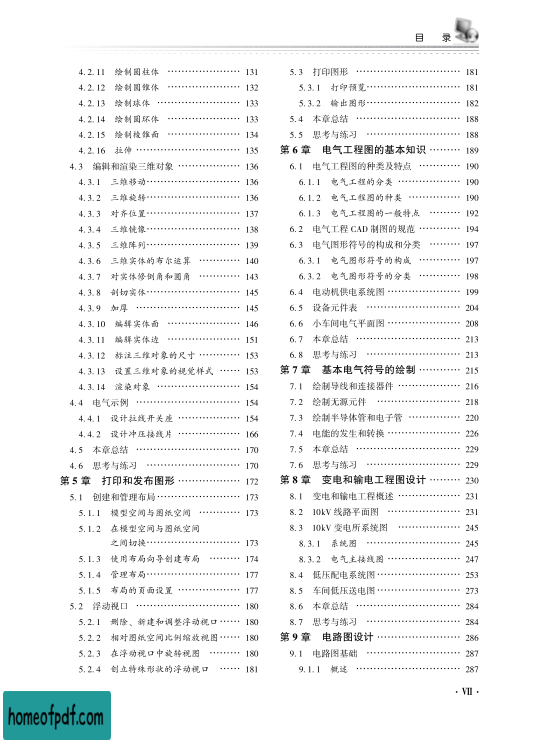 目 录
4.2.11 绘制圆柱体 …………………… 131
4.2.12 绘制圆锥体 …………………… 132
4.2.13 绘制球体 …………………… 133
4.2.14 绘制圆环体 …………………… 133
4.2.15 绘制棱锥面 …………………… 134
4.2.16 拉伸 …………………… 135
4.3 编辑和渲染三维对象 …………………… 136
4.3.1 三维移动 …………………… 136
4.3.2 三维旋转 …………………… 136
4.3.3 对齐位置 …………………… 137
4.3.4 三维镜像 …………………… 138
4.3.5 三维阵列 …………………… 139
4.3.6 三维实体的布尔运算 ………… 140
4.3.7 对实体修倒角和圆角 ………… 143
4.3.8 剖切实体 …………………… 145
4.3.9 加厚 …………………… 145
4.3.10 编辑实体面 …………………… 146
4.3.11 编辑实体边 …………………… 151
4.3.12 标注三维对象的尺寸 ………… 153
4.3.13 设置三维对象的视觉样式 …… 153
4.3.14 渲染对象 …………………… 154
4.4 电气示例 …………………… 154
4.4.1 设计拉线开关座 …………………… 154
4.4.2 设计冲压接线片 …………………… 166
4.5 本章总结 …………………… 170
4.6 思考与练习 …………………… 170
第5章 打印和发布图形 ……………… 172
5.1 创建和管理布局 …………………… 173
5.1.1 模型空间与图纸空间 ………… 173
5.1.2 在模型空间与图纸空间
之间切换 …………………… 173
5.1.3 使用布局向导创建布局 ……… 174
5.1.4 管理布局 …………………… 177
5.1.5 布局的页面设置 …………………… 177
5.2 浮动视口 …………………… 180
5.2.1 删除、新建和调整浮动视口 …… 180
5.2.2 相对图纸空间比例缩放视图 …… 180
5.2.3 在浮动视口中旋转视图 ……… 180
5.2.4 创立特殊形状的浮动视口 …… 181
5.3 打印图形 …………………… 181
5.3.1 打印预览 …………………… 181
5.3.2 输出图形 …………………… 182
5.4 本章总结 …………………… 188
5.5 思考与练习 …………………… 188
第6章 电气工程图的基本知识 ……… 189
6.1 电气工程图的种类及特点 ………… 190
6.1.1 电气工程的分类 …………………… 190
6.1.2 电气工程图的种类 …………… 190
6.1.3 电气工程图的一般特点 ……… 192
6.2 电气工程 CAD 制图的规范 ………… 194
6.3 电气图形符号的构成和分类 ……… 197
6.3.1 电气图形符号的构成 ………… 197
6.3.2 电气图形符号的分类 ………… 198
6.4 电动机供电系统图 …………………… 199
6.5 设备元件表 …………………… 204
6.6 小车间电气平面图 …………………… 208
6.7 本章总结 …………………… 213
6.8 思考与练习 …………………… 213
第7章 基本电气符号的绘制 ………… 215
7.1 绘制导线和连接器件 …………………… 216
7.2 绘制无源元件 …………………… 218
7.3 绘制半导体管和电子管 …………… 220
7.4 电能的发生和转换 …………………… 226
7.5 本章总结 …………………… 229
7.6 思考与练习 …………………… 229
第8章 变电和输电工程图设计 ……… 230
8.1 变电和输电工程概述 …………………… 231
8.2 10kV 线路平面图 …………………… 231
8.3 10kV 变电所系统图 …………………… 245
8.3.1 系统图 …………………… 245
8.3.2 电气主接线图 …………………… 247
8.4 低压配电系统图 …………………… 253
8.5 车间低压送电图 …………………… 273
8.6 本章总结 …………………… 284
8.7 思考与练习 …………………… 284
第9章 电路图设计 …………………… 286
9.1 电路图基础 …………………… 287
9.1.1 概述 …………………… 287
· Ⅶ ·
homeofpdf.com